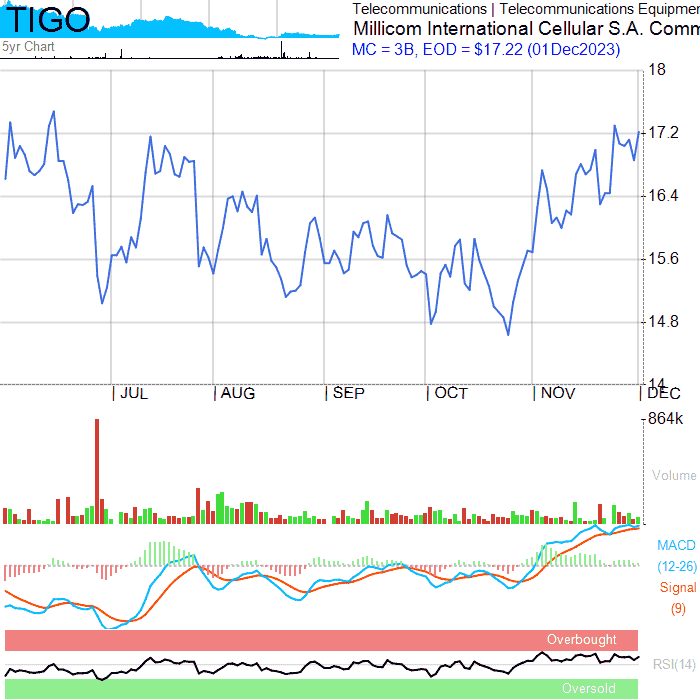 TIGO
5yr Chart
Telecommunications | Telecommunications Equipmen
Millicom International Cellular S.A. Comm
MC = 3B, EOD = $17.22 (01Dec2023)
18
17.2
16.4
15.6
14.8
14
| JUL | AUG | SEP | OCT | NOV | DEC
864k
Volume
MACD
(12-26)
Signal
(9)
Overbought
RSI(14)
Oversold